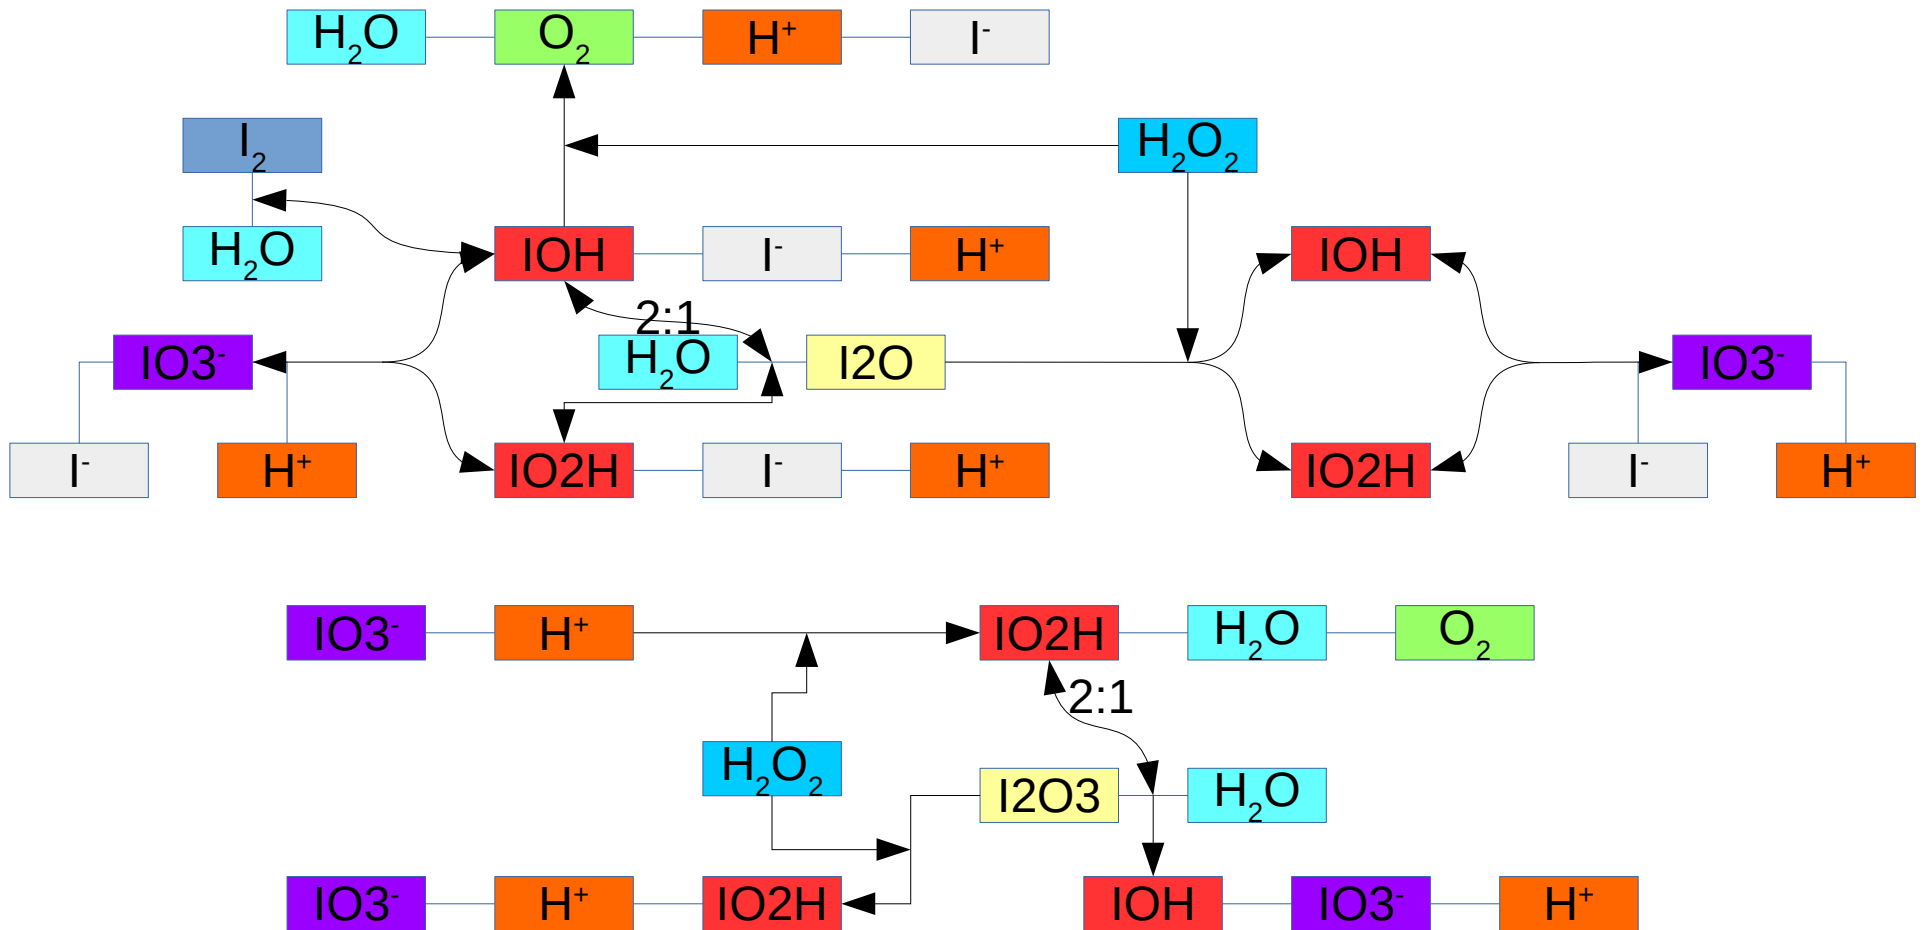 H₂O O₂ H⁺ I⁻
I₂ H₂O₂
H₂O IOH I⁻ H⁺ IOH
2:1
IO3⁻ H₂O I2O IO3⁻
I⁻ H⁺ IO2H I⁻ H⁺ IO2H I⁻ H⁺
IO3⁻ H⁺ IO2H H₂O O₂
2:1
H₂O₂ I2O3 H₂O
IO3⁻ H⁺ IO2H IOH IO3⁻ H⁺